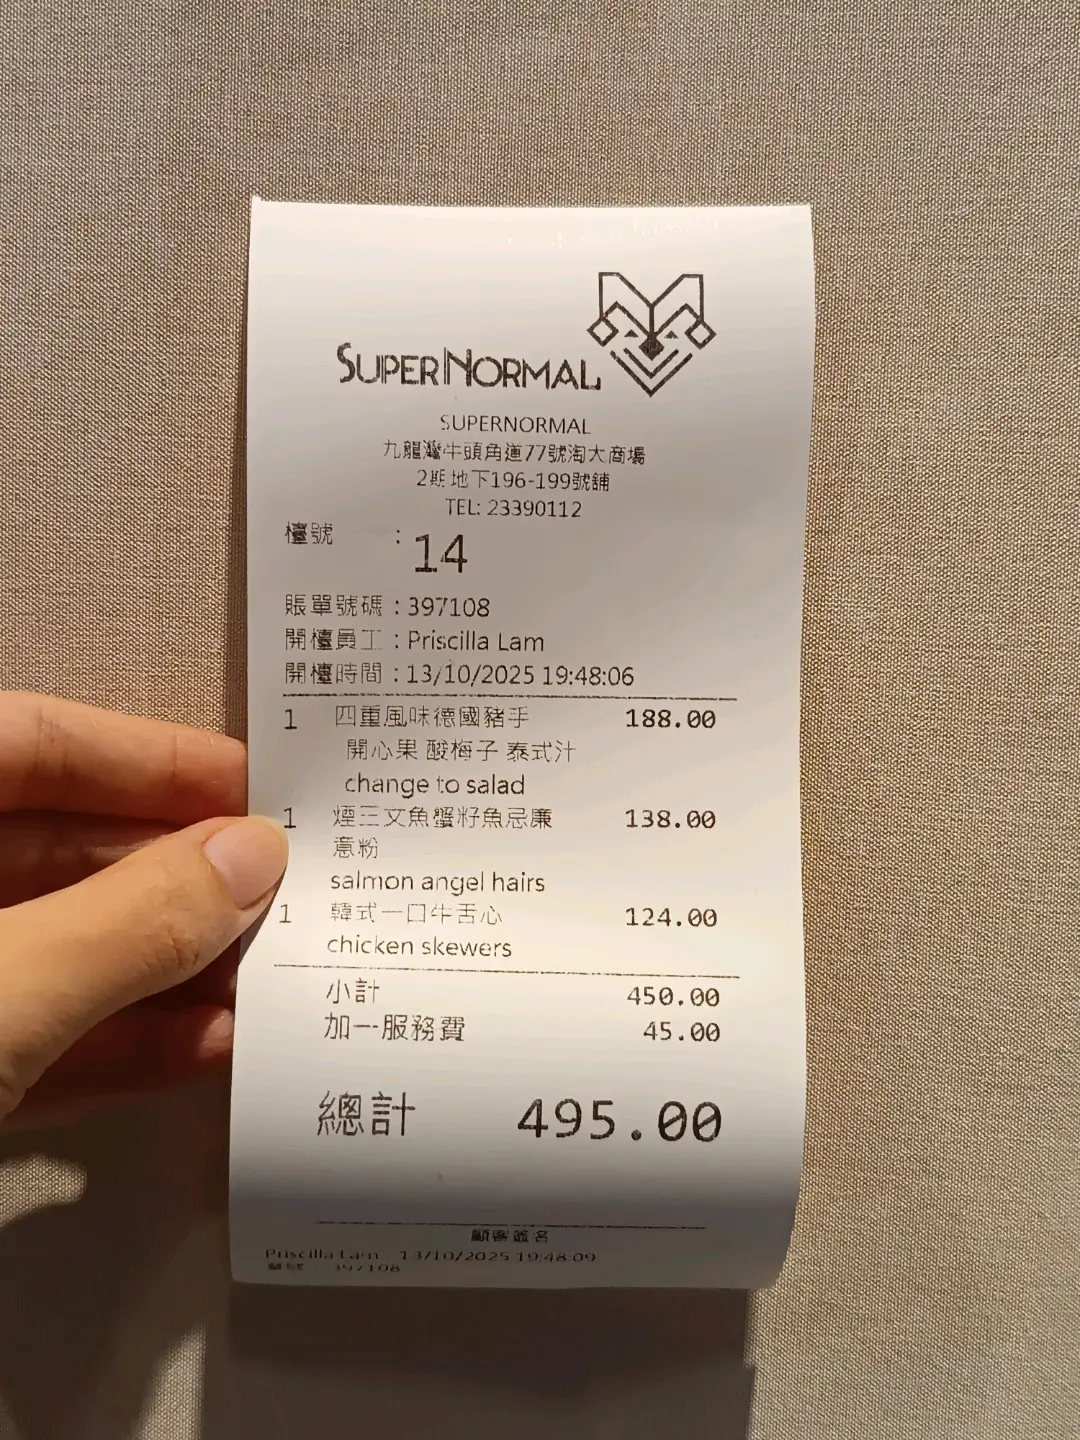 SUPERNORMAL
SUPERNORMAL
九龍灣牛頭角道77號淘大商場
2期 地下196-199號舖
TEL: 23390112
檯號 : 14
賬單號碼 : 397108
開檯員工 : Priscilla Lam
開檯時間 : 13/10/2025 19:48:06
1 四重風味德國豬手 188.00
開心果 酸梅子 泰式汁
change to salad
1 煙三文魚蟹籽魚忌廉 138.00
意粉
salmon angel hairs
1 韓式一口牛舌心 124.00
chicken skewers
小計 450.00
加一服務費 45.00
總計 495.00
顧客簽名
Priscilla Lam 13/10/2025 19:48:09
單號 : 397108